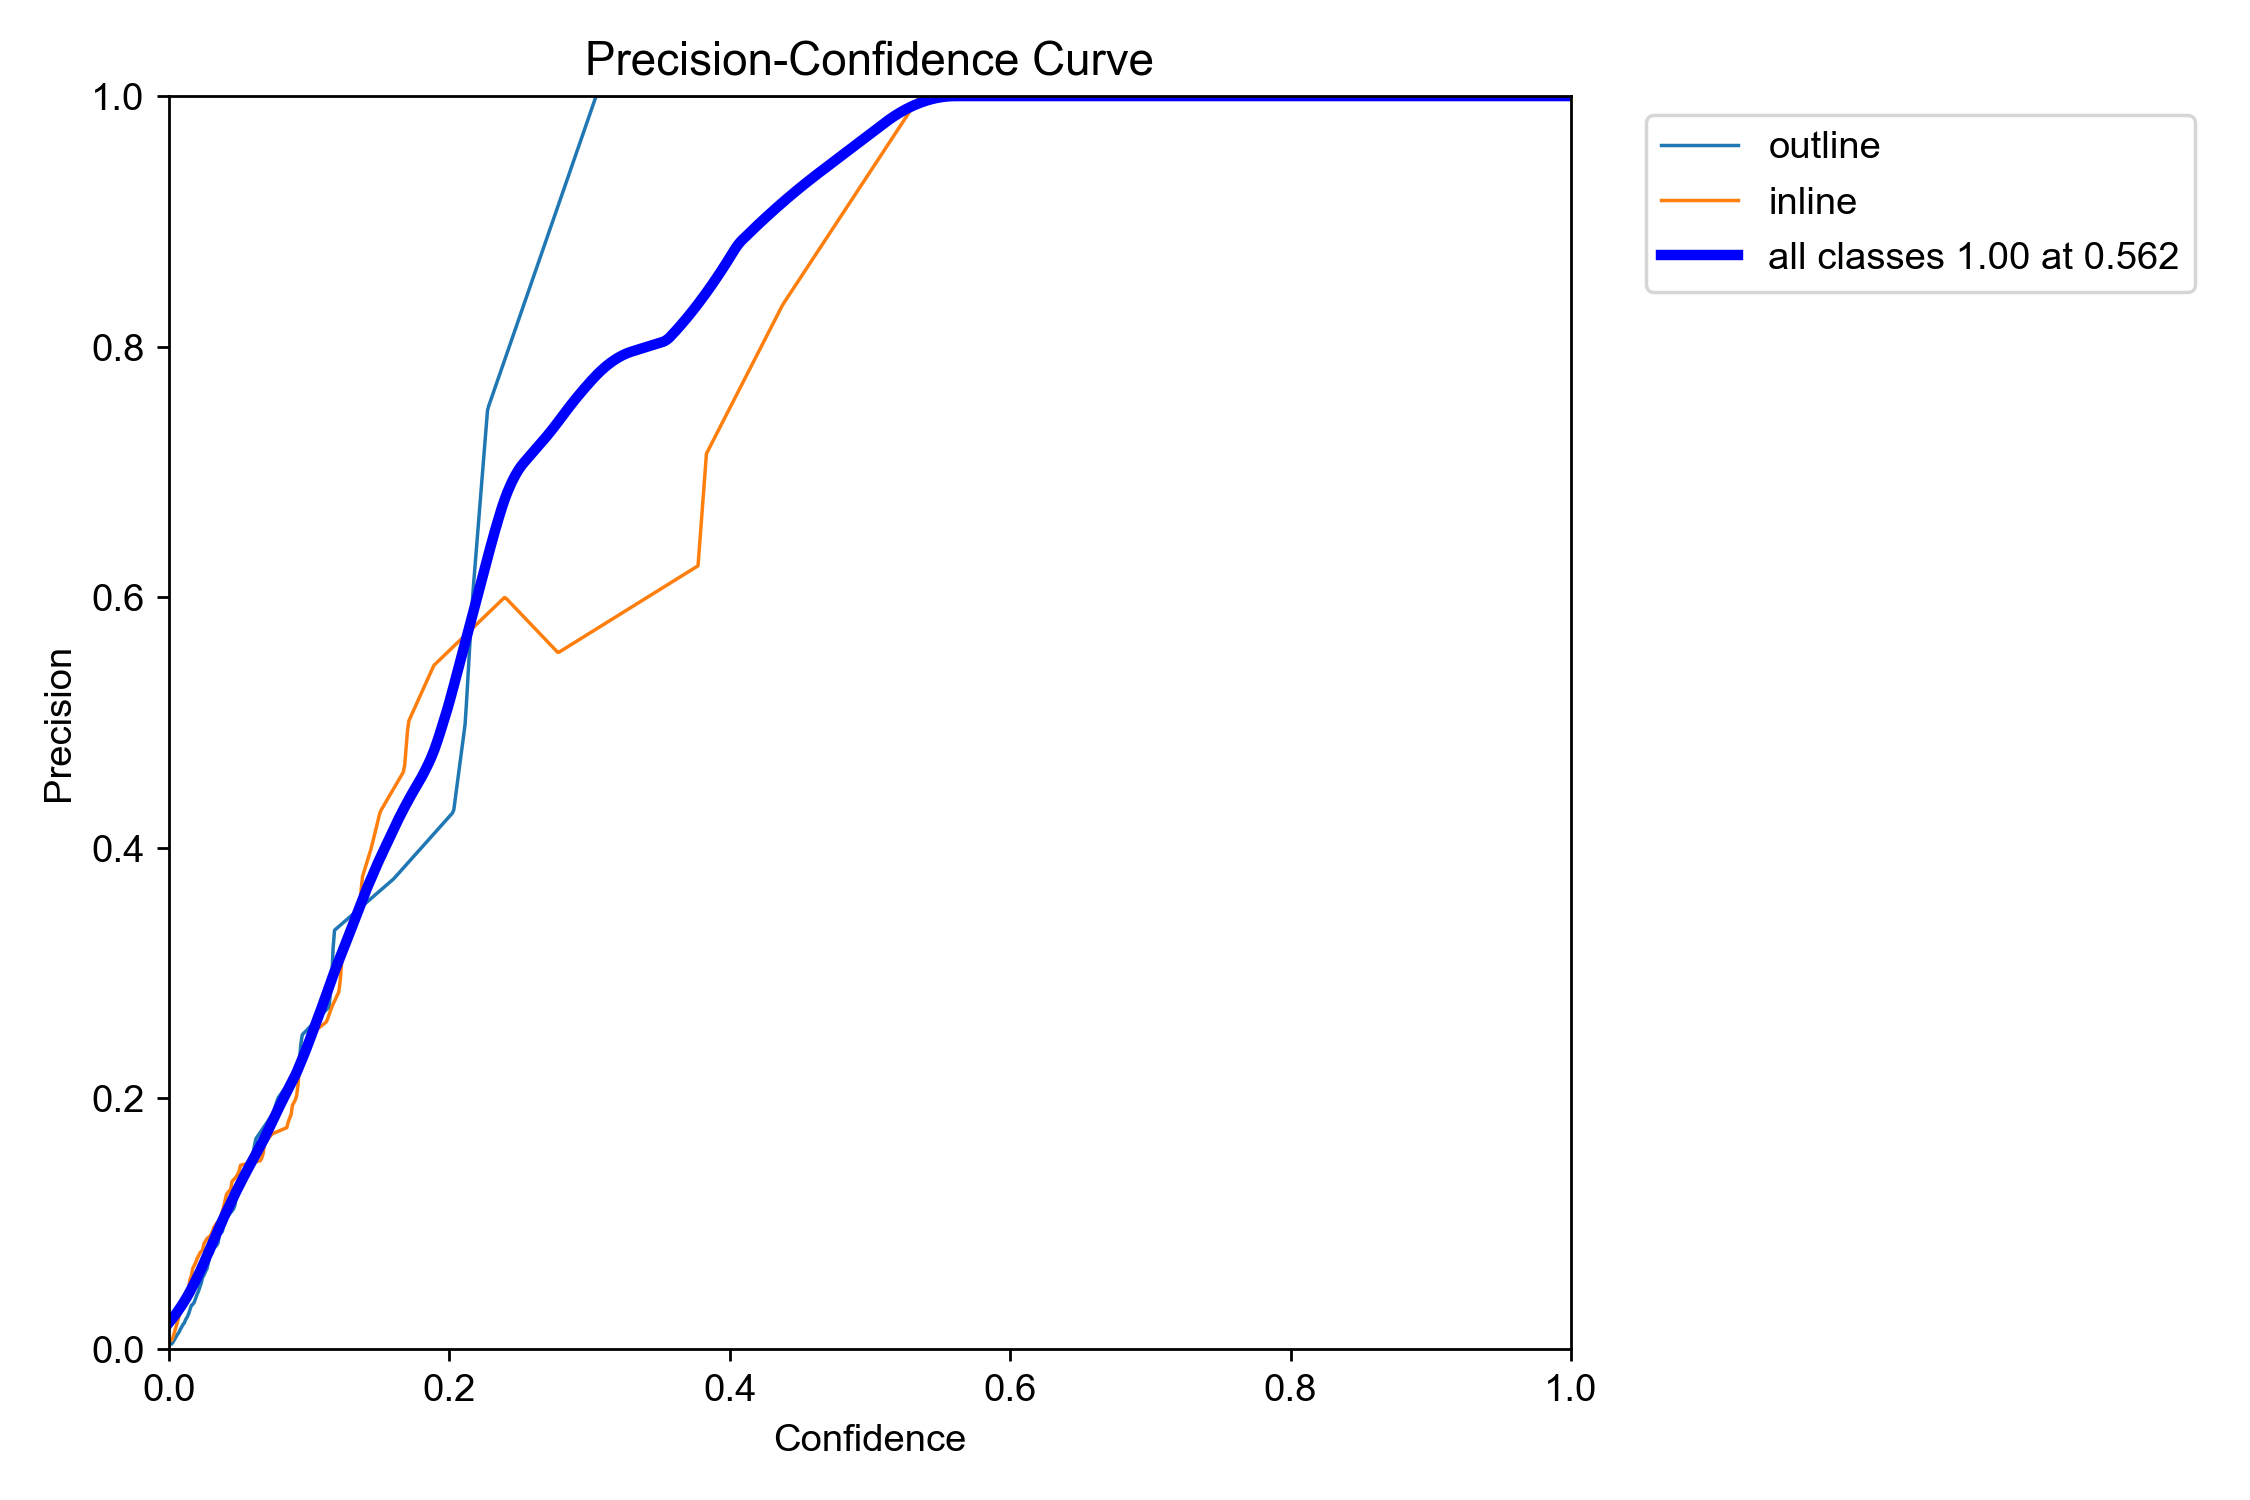 Precision-Confidence Curve
1.0
0.8
0.6
0.4
0.2
0.0
Precision
0.0 0.2 0.4 0.6 0.8 1.0
Confidence
outline
inline
all classes 1.00 at 0.562